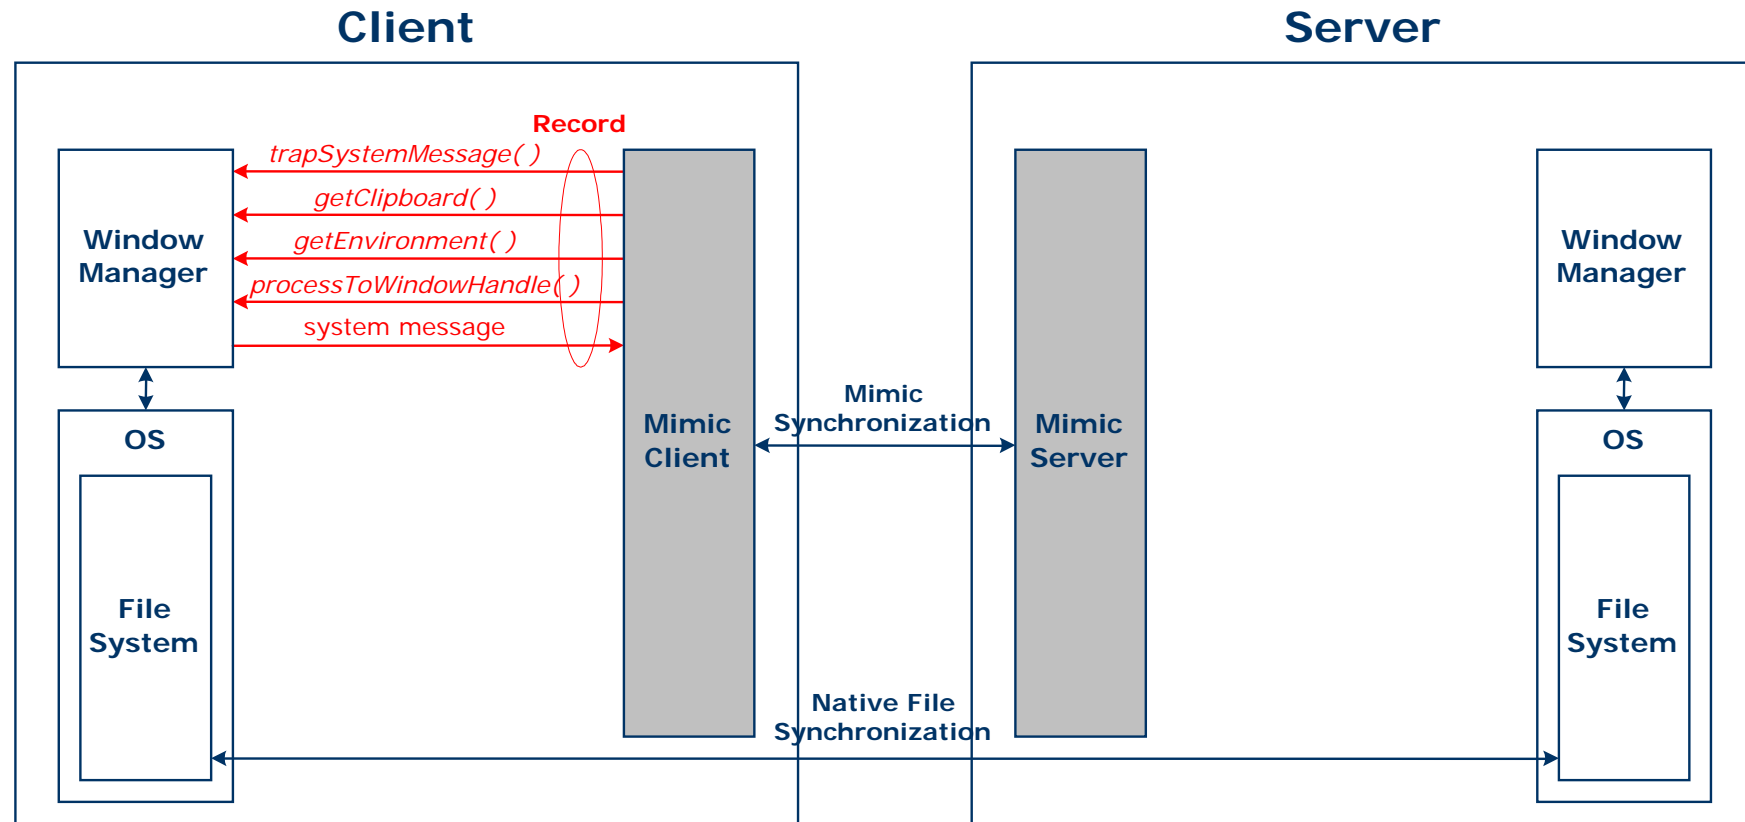 Client
Server
Record
trapSystemMessage( )
getClipboard( )
getEnvironment( )
processToWindowHandle( )
system message
Window
Manager
OS
File
System
Mimic
Client
Mimic
Synchronization
Mimic
Server
Native File
Synchronization
Window
Manager
OS
File
System